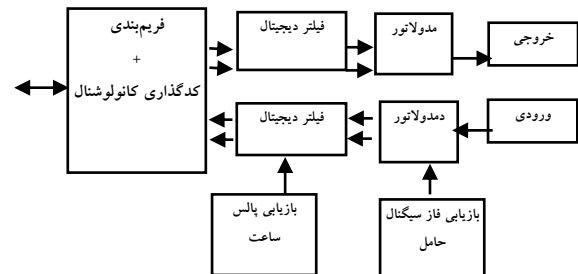 فریم‌بندی
+
کدگذاری کانولوشنال
فیلتر دیجیتال
مدولاتور
خروجی
فیلتر دیجیتال
دمدولاتور
ورودی
بازیابی پالس
ساعت
بازیابی فاز سیگنال
حامل